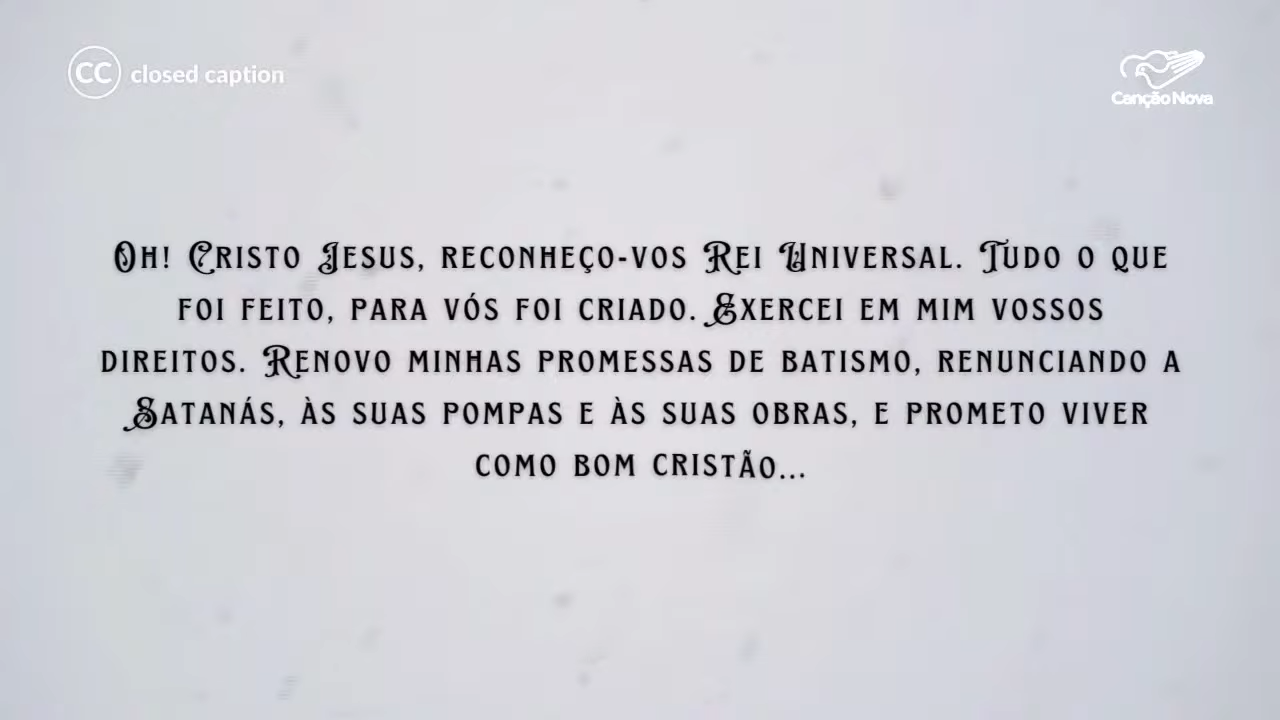 CC closed caption
Canção Nova
Oh! Cristo Jesus, reconheço-vos Rei Universal. Tudo o que
foi feito, para vós foi criado. Exercei em mim vossos
direitos. Renovo minhas promessas de batismo, renunciando a
Satanás, às suas pompas e às suas obras, e prometo viver
como bom cristão...